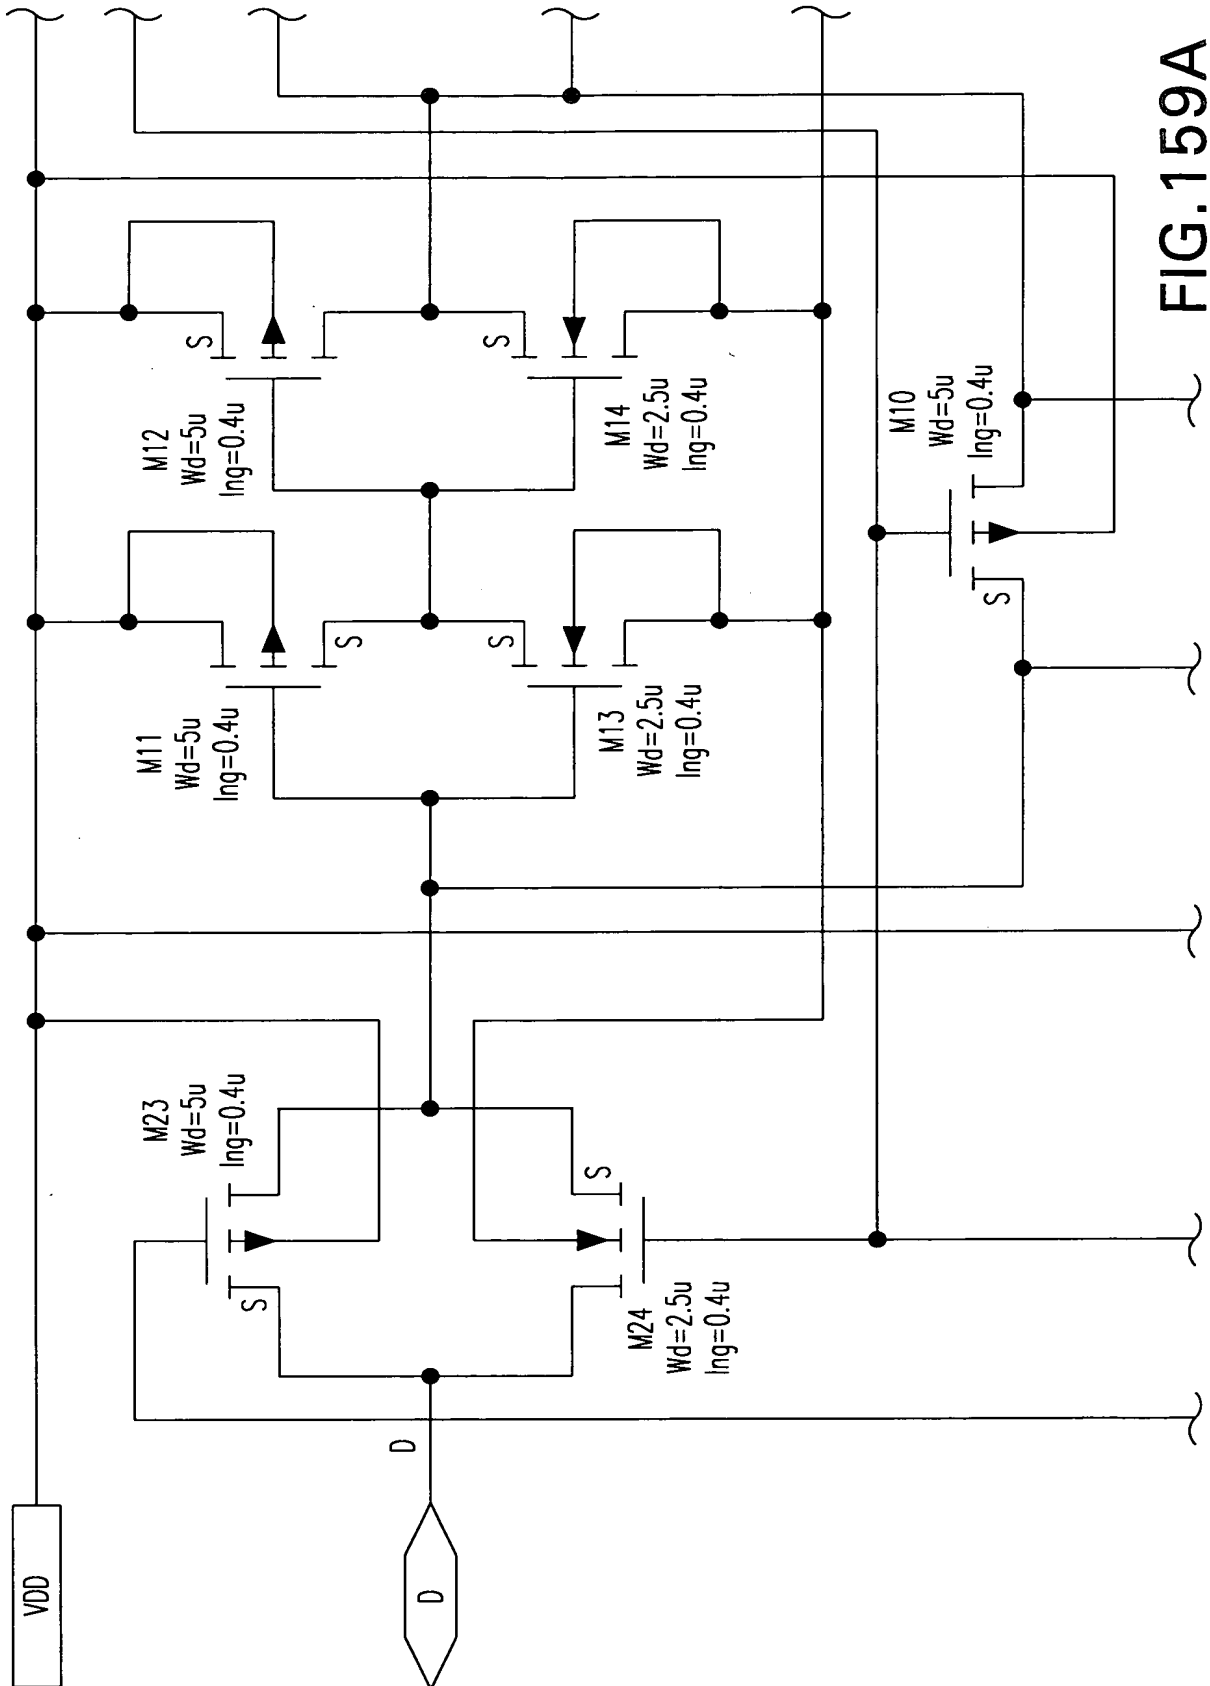 VDD
D
D
M23
Wd=5u
lng=0.4u
S
M24
Wd=2.5u
lng=0.4u
S
M11
Wd=5u
lng=0.4u
S
M13
Wd=2.5u
lng=0.4u
S
M12
Wd=5u
lng=0.4u
S
M14
Wd=2.5u
lng=0.4u
S
M10
Wd=5u
lng=0.4u
S
FIG.159A